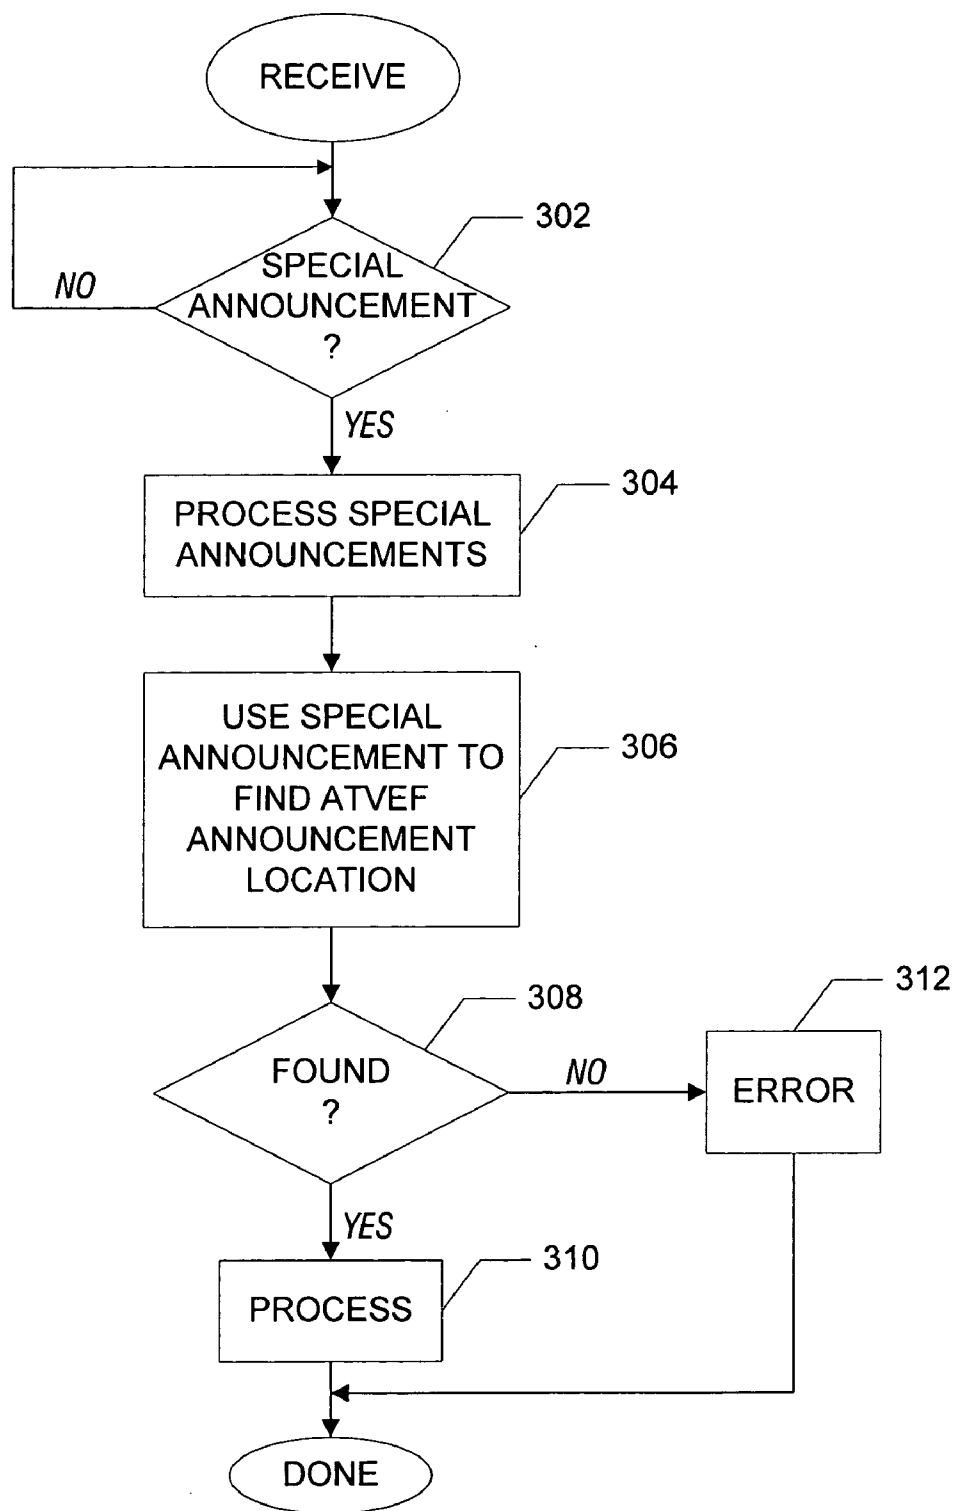 RECEIVE
302
SPECIAL
ANNOUNCEMENT
?
NO
YES
304
PROCESS SPECIAL
ANNOUNCEMENTS
USE SPECIAL
ANNOUNCEMENT TO
FIND ATVEF
ANNOUNCEMENT
LOCATION
306
308
FOUND
?
NO
312
ERROR
YES
310
PROCESS
DONE